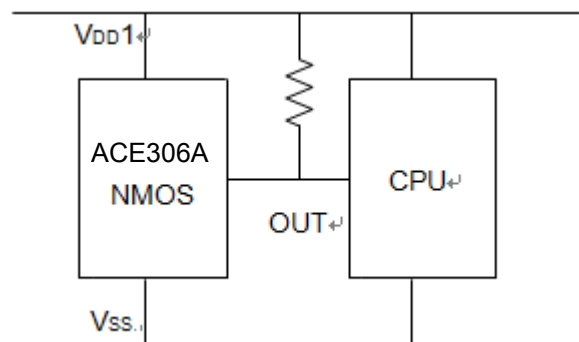 VDD1↵
ACE306A
NMOS
CPU↵
OUT↵
VSS..